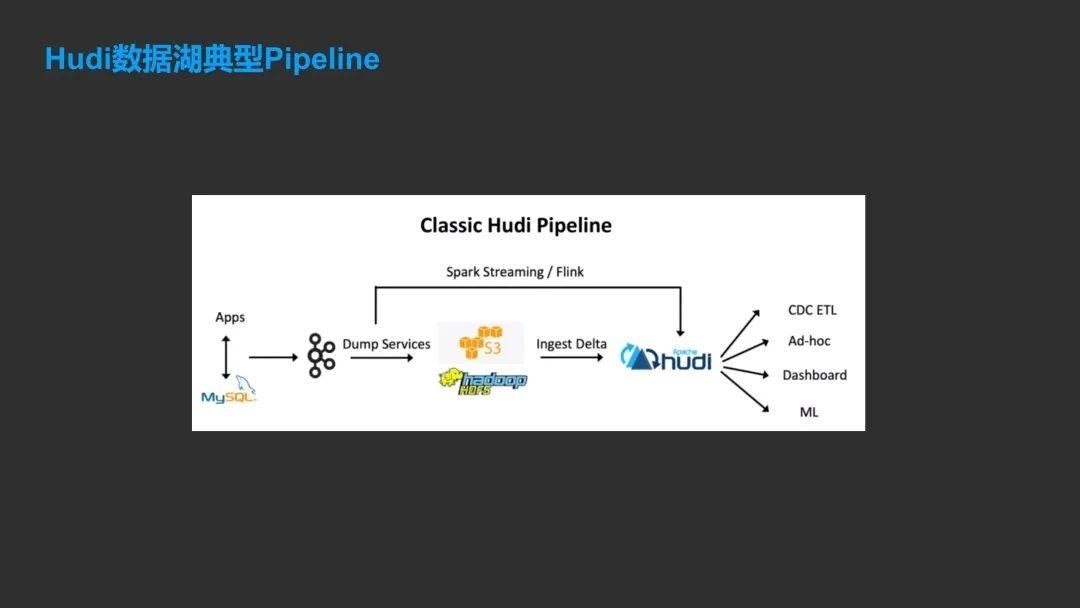 Hudi数据湖典型Pipeline
Classic Hudi Pipeline
Spark Streaming / Flink
Apps
MySQL
Dump Services
S3
hadoop
HDFS
Ingest Delta
Apache
hudi
CDC ETL
Ad-hoc
Dashboard
ML